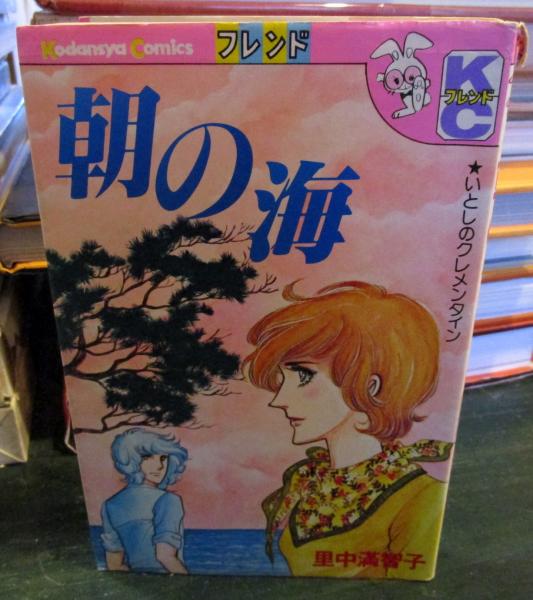 Kodansya Comics
フレンド
KC
フレンド
朝の海
★いとしのクレメンタイン
里中満智子